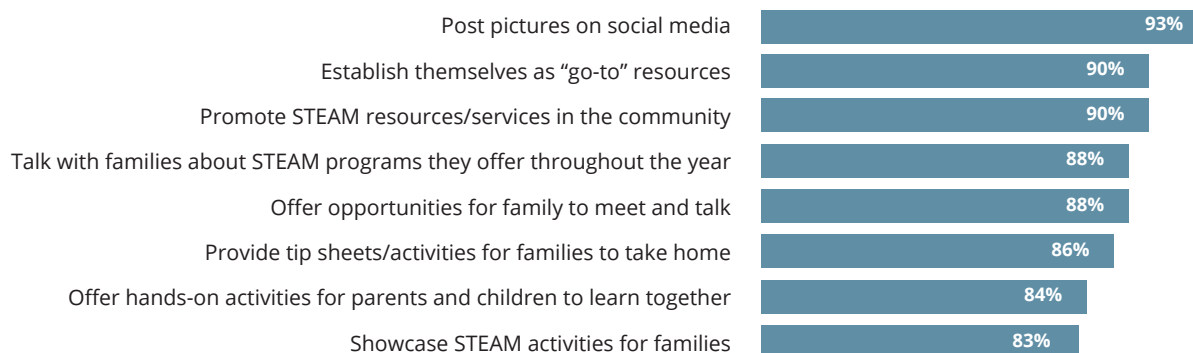 Post pictures on social media 93%
Establish themselves as “go-to” resources 90%
Promote STEAM resources/services in the community 90%
Talk with families about STEAM programs they offer throughout the year 88%
Offer opportunities for family to meet and talk 88%
Provide tip sheets/activities for families to take home 86%
Offer hands-on activities for parents and children to learn together 84%
Showcase STEAM activities for families 83%